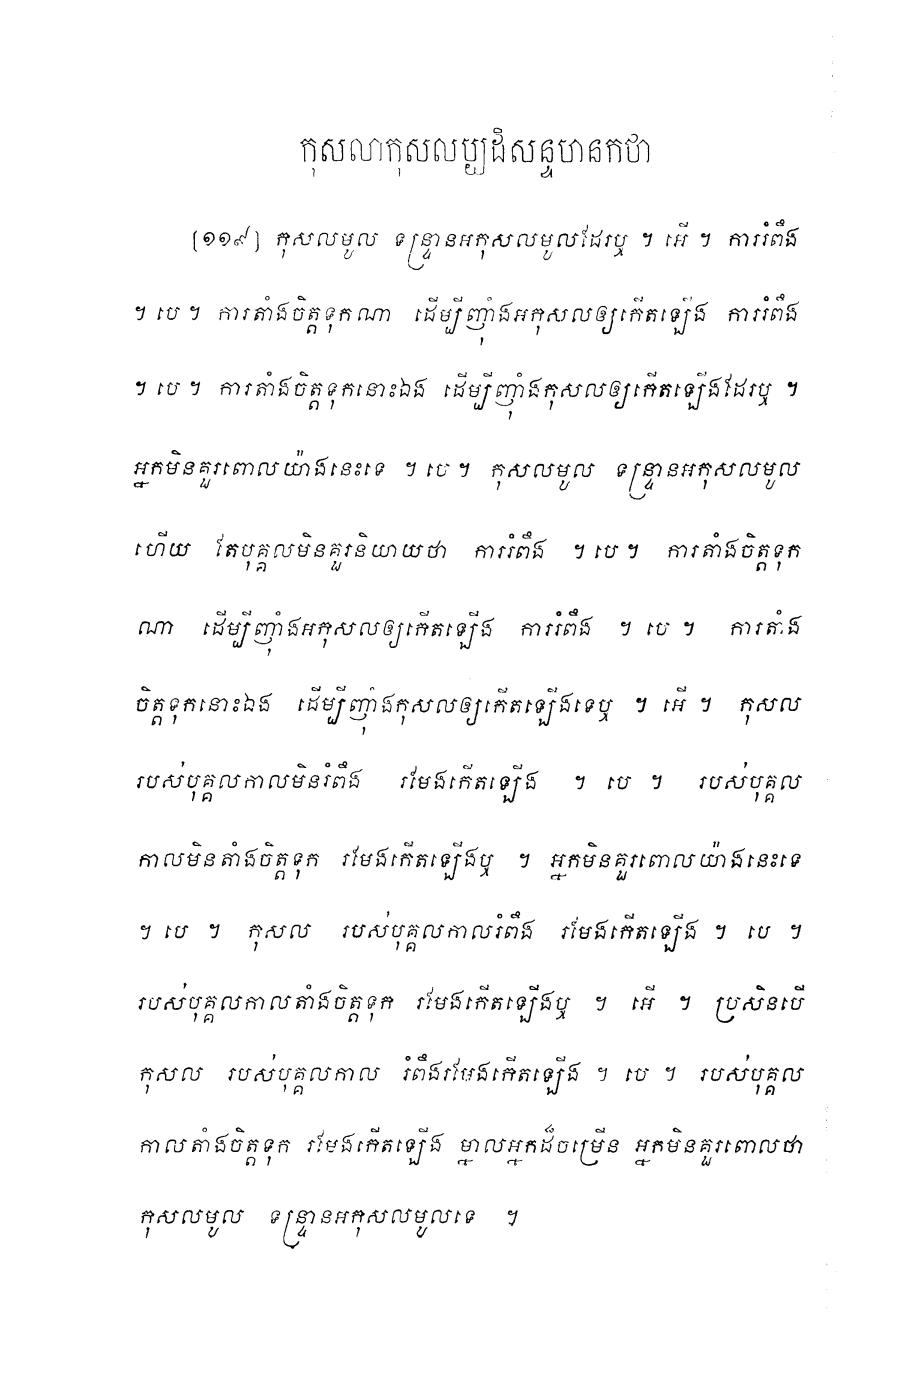 កុសលាកុសលប្បដិសន្ទហនកថា
[១១៩] កុសលមូល ទន្ទ្រានអកុសលមូលដែរឬ ។ អើ ។ ការរំពឹង
។ បេ ។ ការតាំងចិត្តទុកណា ដើម្បីញ៉ាំងអកុសលឲ្យកើតឡើង ការរំពឹង
។ បេ ។ ការតាំងចិត្តទុកនោះឯង ដើម្បីញ៉ាំងកុសលឲ្យកើតឡើងដែរឬ ។
អ្នកមិនគួរពោលយ៉ាងនេះទេ ។ បេ ។ កុសលមូល ទន្ទ្រានអកុសលមូល
ហើយ តែបុគ្គលមិនគួរនិយាយថា ការរំពឹង ។ បេ ។ ការតាំងចិត្តទុក
ណា ដើម្បីញ៉ាំងអកុសលឲ្យកើតឡើង ការរំពឹង ។ បេ ។ ការតាំង
ចិត្តទុកនោះឯង ដើម្បីញ៉ាំងកុសលឲ្យកើតឡើងទេឬ ។ អើ ។ កុសល
របស់បុគ្គលកាលមិនរំពឹង រមែងកើតឡើង ។ បេ ។ របស់បុគ្គល
កាលមិនតាំងចិត្តទុក រមែងកើតឡើងឬ ។ អ្នកមិនគួរពោលយ៉ាងនេះទេ
។ បេ ។ កុសល របស់បុគ្គលកាលរំពឹង រមែងកើតឡើង ។ បេ ។
របស់បុគ្គលកាលតាំងចិត្តទុក រមែងកើតឡើងឬ ។ អើ ។ ប្រសិនបើ
កុសល របស់បុគ្គលកាល រំពឹងរមែងកើតឡើង ។ បេ ។ របស់បុគ្គល
កាលតាំងចិត្តទុក រមែងកើតឡើង ម្នាលអ្នកដ៏ចម្រើន អ្នកមិនគួរពោលថា
កុសលមូល ទន្ទ្រានអកុសលមូលទេ ។